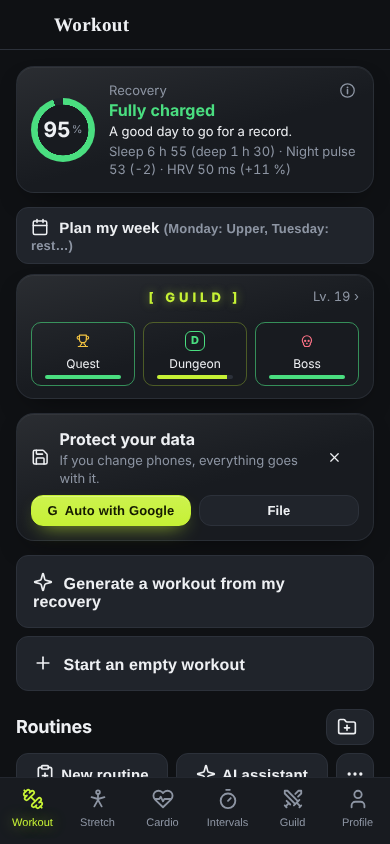 Workout
Recovery
95 %
Fully charged
A good day to go for a record.
Sleep 6 h 55 (deep 1 h 30) · Night pulse
53 (-2) · HRV 50 ms (+11 %)
Plan my week (Monday: Upper, Tuesday:
rest…)
[ GUILD ]
Lv. 19 ›
Quest
D
Dungeon
Boss
Protect your data
If you change phones, everything goes
with it.
G Auto with Google
File
Generate a workout from my
recovery
Start an empty workout
Routines
New routine
AI assistant
Workout
Stretch
Cardio
Intervals
Guild
Profile